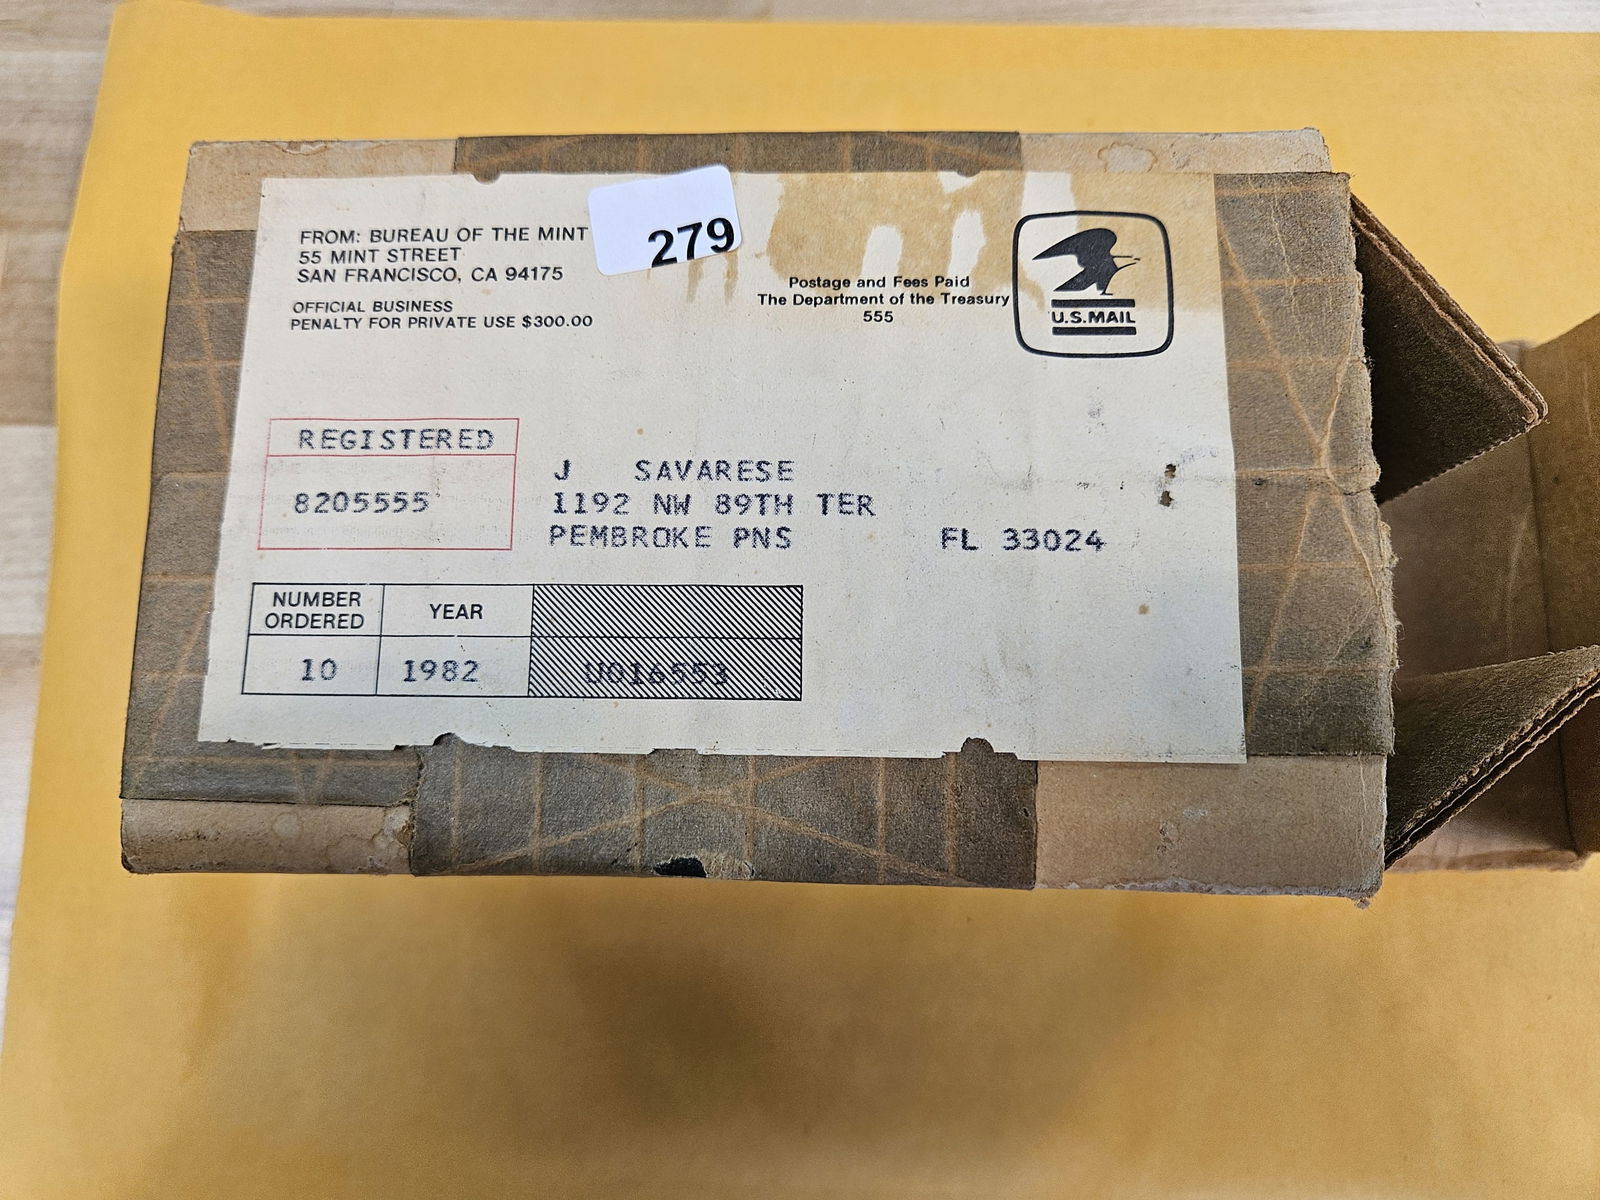 FROM: BUREAU OF THE MINT
55 MINT STREET
SAN FRANCISCO, CA 94175
OFFICIAL BUSINESS
PENALTY FOR PRIVATE USE $300.00
279
Postage and Fees Paid
The Department of the Treasury
555
U.S.MAIL
REGISTERED
8205555
J SAVARESE
1192 NW 89TH TER
PEMBROKE PNS FL 33024
NUMBER ORDERED YEAR
10 1982 U016553